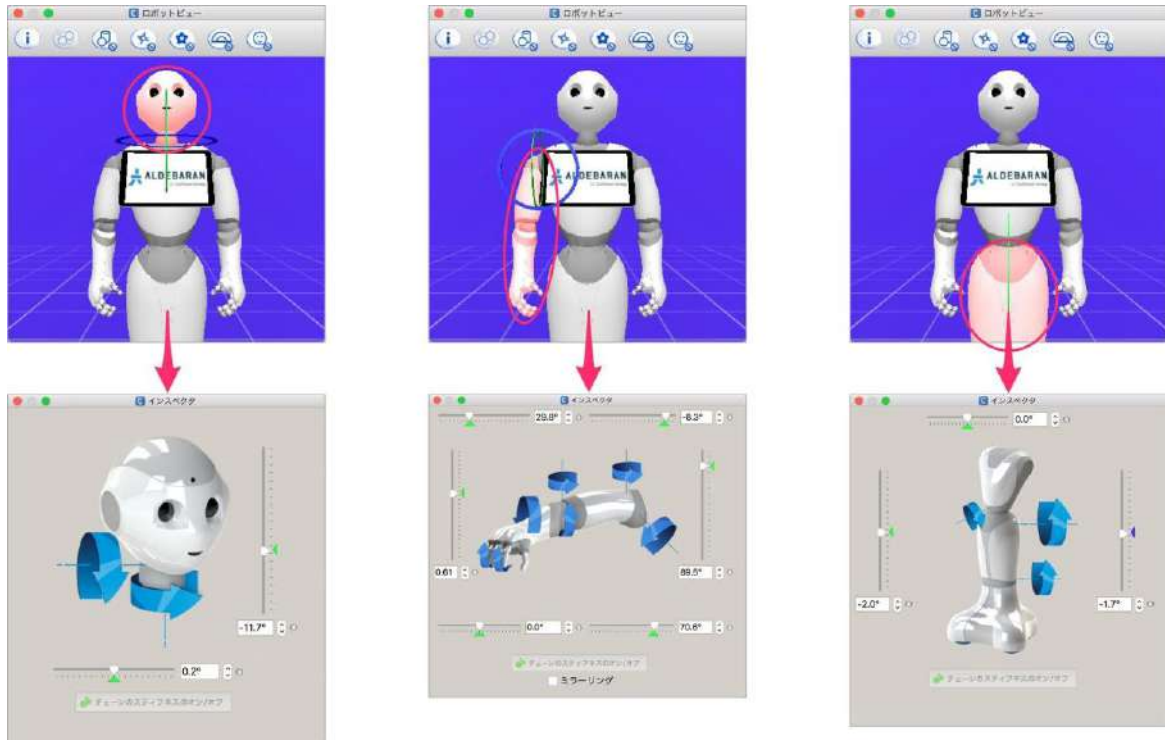 ロボットビュー
ロボットビュー
ロボットビュー
ALDEBARAN
ALDEBARAN
ALDEBARAN
インスペクタ
インスペクタ
インスペクタ
-11.7°
0.2°
チェーンのスティフネスのオン/オフ
29.8°
-8.3°
0.61
89.5°
0.0°
70.6°
チェーンのスティフネスのオン/オフ
ミラーリング
0.0°
-2.0°
-1.7°
チェーンのスティフネスのオン/オフ